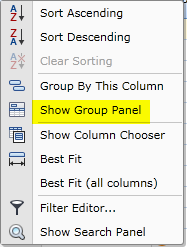 Sort Ascending
Sort Descending
Clear Sorting
Group By This Column
Show Group Panel
Show Column Chooser
Best Fit
Best Fit (all columns)
Filter Editor...
Show Search Panel